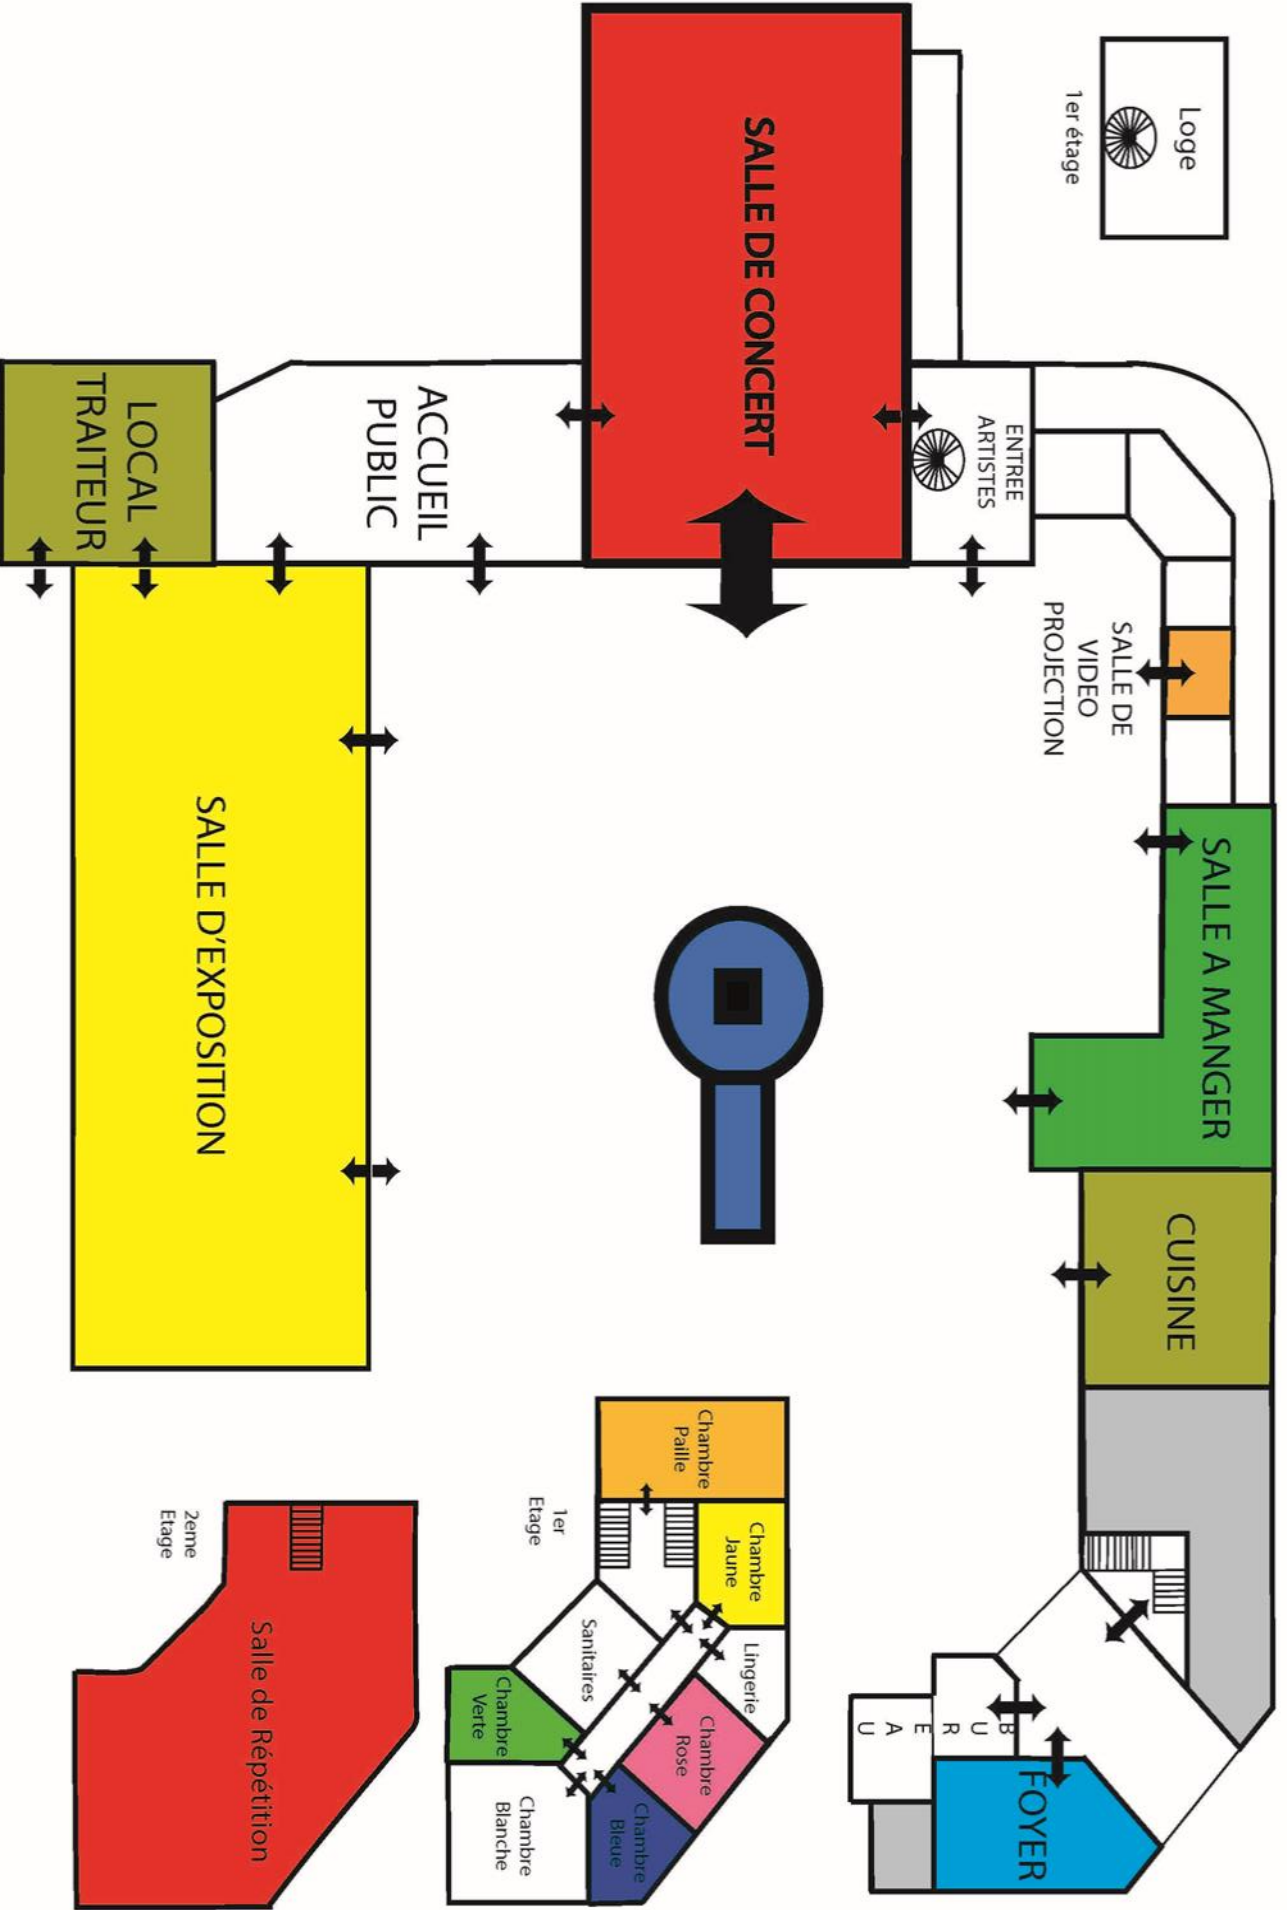 Loge
1er étage
SALLE DE CONCERT
ENTREE
ARTISTES
ACCUEIL
PUBLIC
LOCAL
TRAITEUR
SALLE DE
VIDEO
PROJECTION
SALLE A MANGER
SALLE D'EXPOSITION
CUISINE
BUREAU
FOYER
1er
Etage
Chambre
Paille
Chambre
Jaune
Lingerie
Sanitaires
Chambre
Rose
Chambre
Verte
Chambre
Bleue
Chambre
Blanche
2eme
Etage
Salle de Répétition